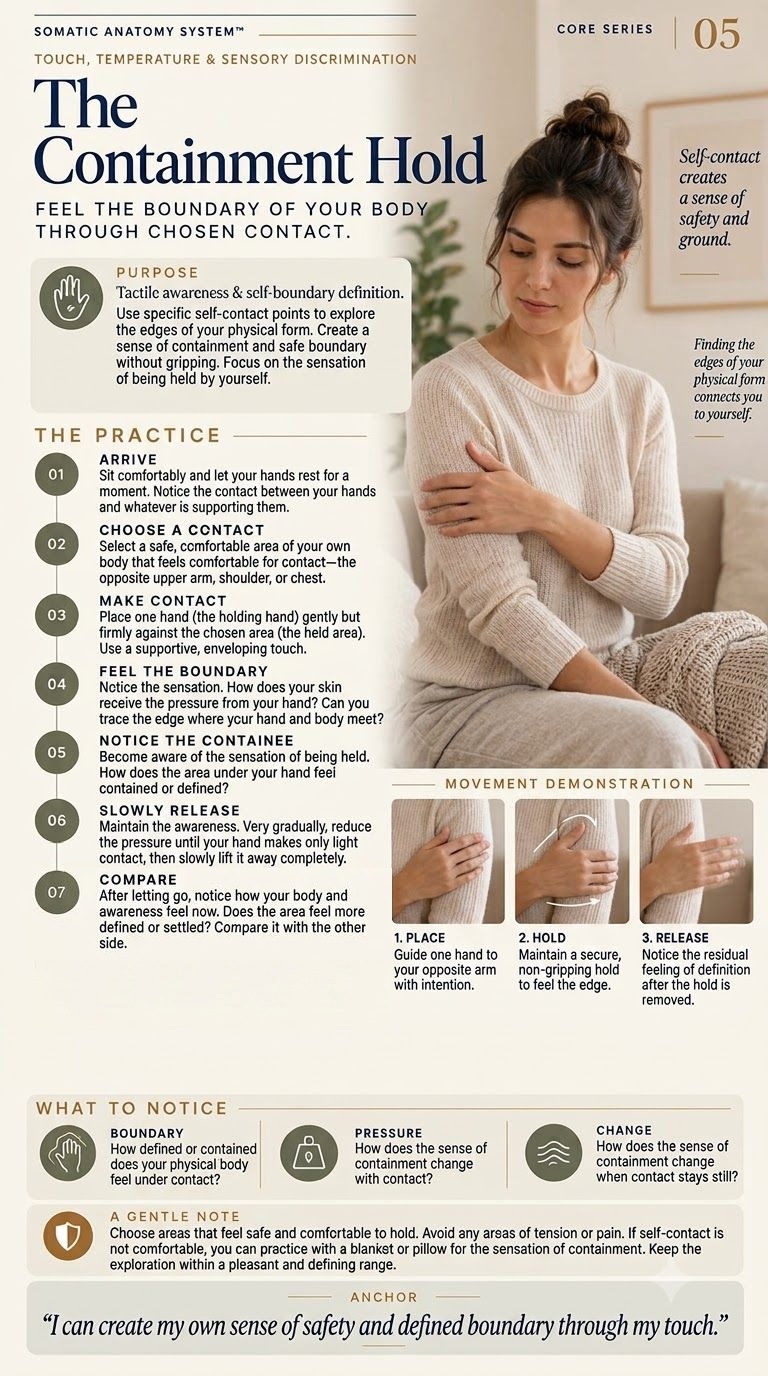 SOMATIC ANATOMY SYSTEM™
CORE SERIES
05
TOUCH, TEMPERATURE & SENSORY DISCRIMINATION
The
Containment Hold
FEEL THE BOUNDARY OF YOUR BODY
THROUGH CHOSEN CONTACT.
Self-contact
creates
a sense of
safety and
ground.
Finding the
edges of your
physical form
connects you
to yourself.
PURPOSE
Tactile awareness & self-boundary definition.
Use specific self-contact points to explore
the edges of your physical form. Create a
sense of containment and safe boundary
without gripping. Focus on the sensation
of being held by yourself.
THE PRACTICE
01
ARRIVE
Sit comfortably and let your hands rest for a
moment. Notice the contact between your hands
and whatever is supporting them.
02
CHOOSE A CONTACT
Select a safe, comfortable area of your own
body that feels comfortable for contact—the
opposite upper arm, shoulder, or chest.
03
MAKE CONTACT
Place one hand (the holding hand) gently but
firmly against the chosen area (the held area).
Use a supportive, enveloping touch.
04
FEEL THE BOUNDARY
Notice the sensation. How does your skin
receive the pressure from your hand? Can you
trace the edge where your hand and body meet?
05
NOTICE THE CONTAINEE
Become aware of the sensation of being held.
How does the area under your hand feel
contained or defined?
06
SLOWLY RELEASE
Maintain the awareness. Very gradually, reduce
the pressure until your hand makes only light
contact, then slowly lift it away completely.
07
COMPARE
After letting go, notice how your body and
awareness feel now. Does the area feel more
defined or settled? Compare it with the other
side.
MOVEMENT DEMONSTRATION
1. PLACE
Guide one hand to
your opposite arm
with intention.
2. HOLD
Maintain a secure,
non-gripping hold
to feel the edge.
3. RELEASE
Notice the residual
feeling of definition
after the hold is
removed.
WHAT TO NOTICE
BOUNDARY
How defined or contained
does your physical body
feel under contact?
PRESSURE
How does the sense of
containment change
with contact?
CHANGE
How does the sense of
containment change
when contact stays still?
A GENTLE NOTE
Choose areas that feel safe and comfortable to hold. Avoid any areas of tension or pain. If self-contact is
not comfortable, you can practice with a blanket or pillow for the sensation of containment. Keep the
exploration within a pleasant and defining range.
ANCHOR
“I can create my own sense of safety and defined boundary through my touch.”